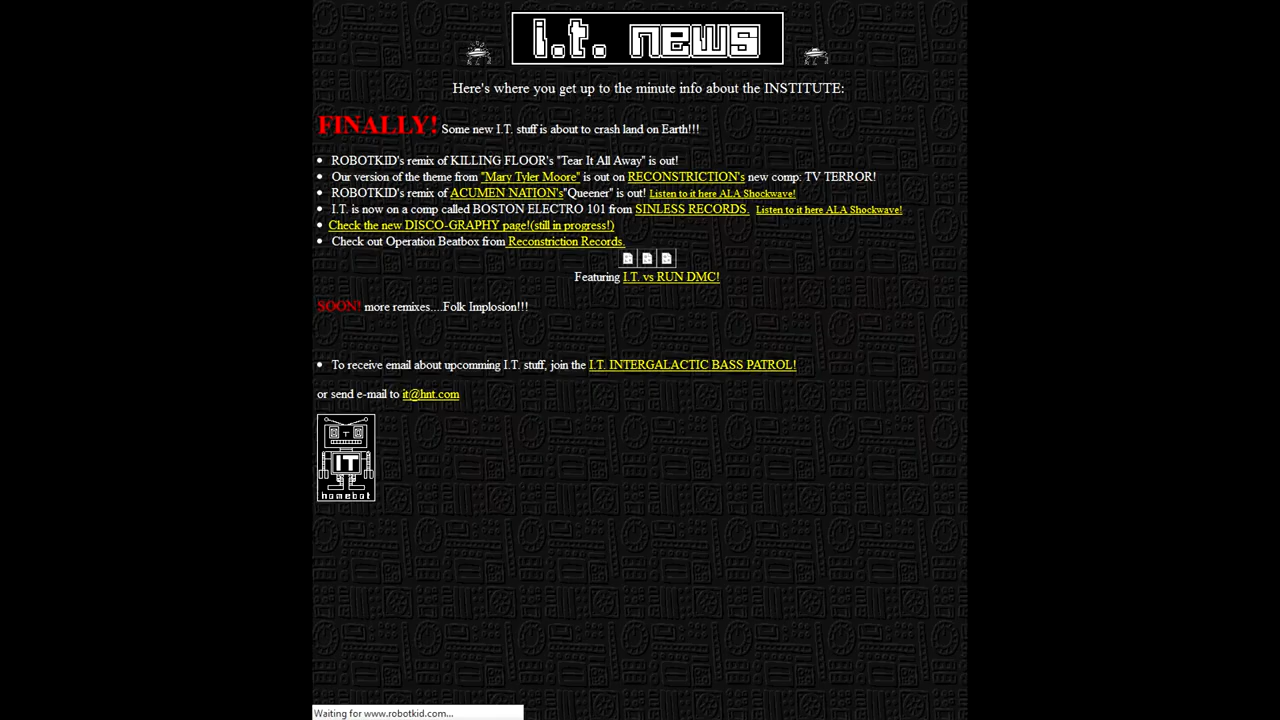 i.t. news
Here's where you get up to the minute info about the INSTITUTE:
FINALLY! Some new I.T. stuff is about to crash land on Earth!!!
ROBOTKID's remix of KILLING FLOOR's "Tear It All Away" is out!
Our version of the theme from "Mary Tyler Moore" is out on RECONSTRICTION's new comp: TV TERROR!
ROBOTKID's remix of ACUMEN NATION's"Queener" is out! Listen to it here ALA Shockwave!
I.T. is now on a comp called BOSTON ELECTRO 101 from SINLESS RECORDS. Listen to it here ALA Shockwave!
Check the new DISCO-GRAPHY page!(still in progress!)
Check out Operation Beatbox from Reconstriction Records.
Featuring I.T. vs RUN DMC!
SOON! more remixes....Folk Implosion!!!
To receive email about upcomming I.T. stuff, join the I.T. INTERGALACTIC BASS PATROL!
or send e-mail to it@hnt.com
IT
homebot
Waiting for www.robotkid.com...